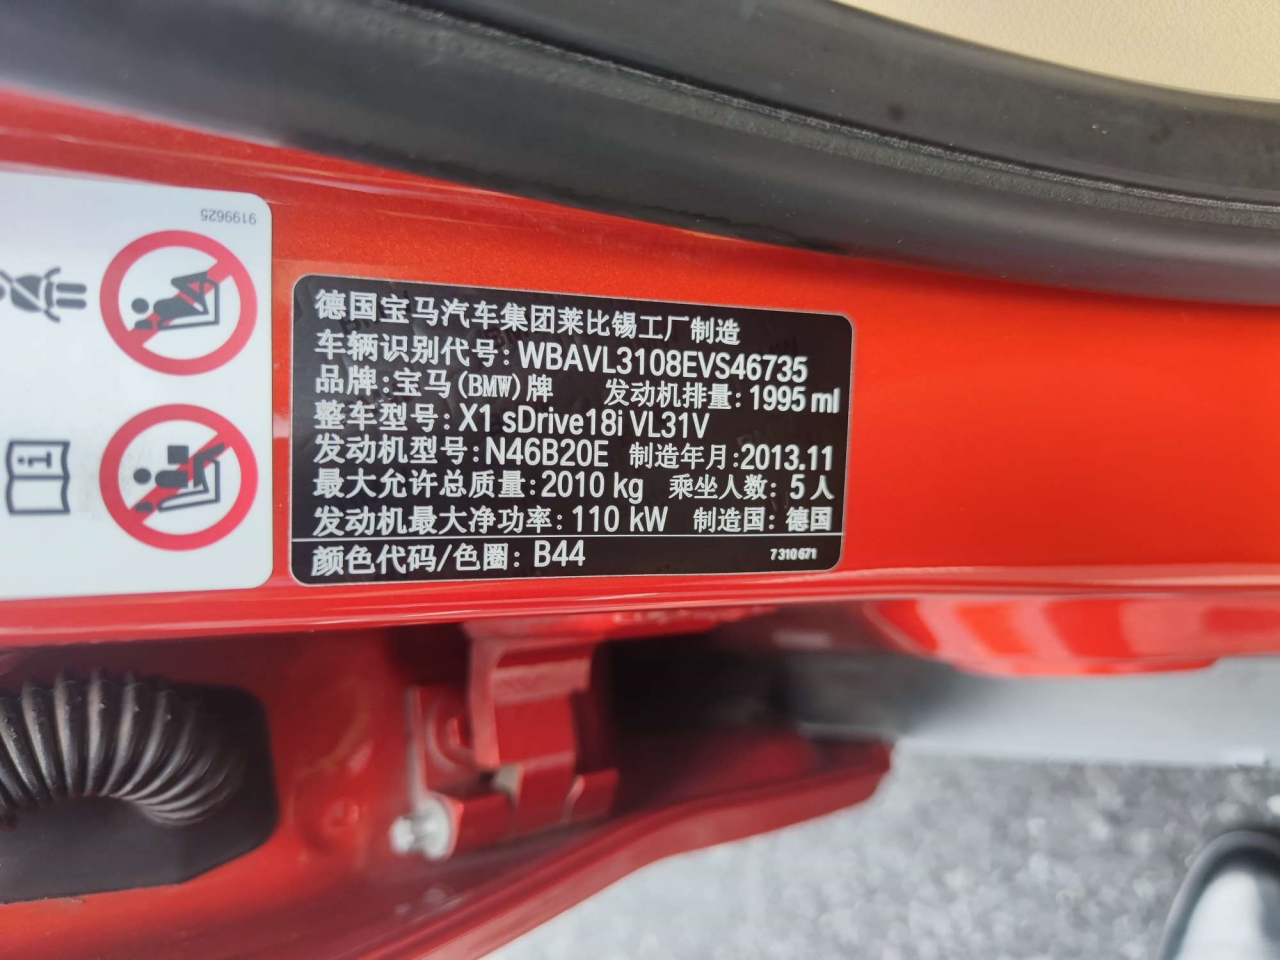 9199625
德国宝马汽车集团莱比锡工厂制造
车辆识别代号: WBAVL3108EVS46735
品牌: 宝马(BMW)牌 发动机排量: 1995 ml
整车型号: X1 sDrive18i VL31V
发动机型号: N46B20E 制造年月: 2013.11
最大允许总质量: 2010 kg 乘坐人数: 5 人
发动机最大净功率: 110 kW 制造国: 德国
颜色代码/色圈: B44 7310671